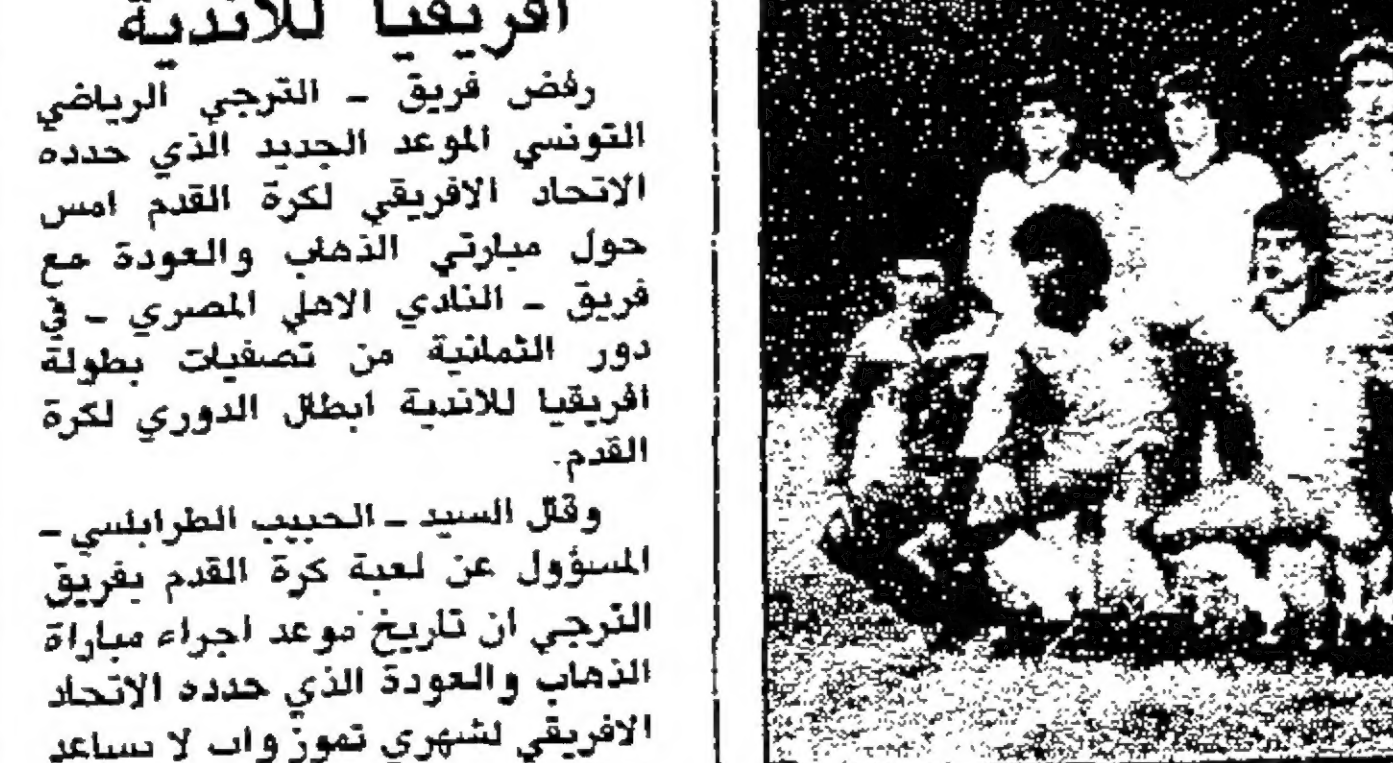 افريقيا للاندية
رفض فريق - الترجي الرياضي
التونسي الموعد الجديد الذي حدده
الاتحاد الافريقي لكرة القدم امس
حول مبارتي الذهاب والعودة مع
فريق - النادي الاهلي المصري - في
دور الثمانية من تصفيات بطولة
افريقيا للاندية ابطال الدوري لكرة
القدم.
وقال السيد - الحبيب الطرابلسي -
المسؤول عن لعبة كرة القدم بفريق
الترجي ان تاريخ موعد اجراء مباراة
الذهاب والعودة الذي حدده الاتحاد
الافريقي لشهري تموز واب لا يساعد